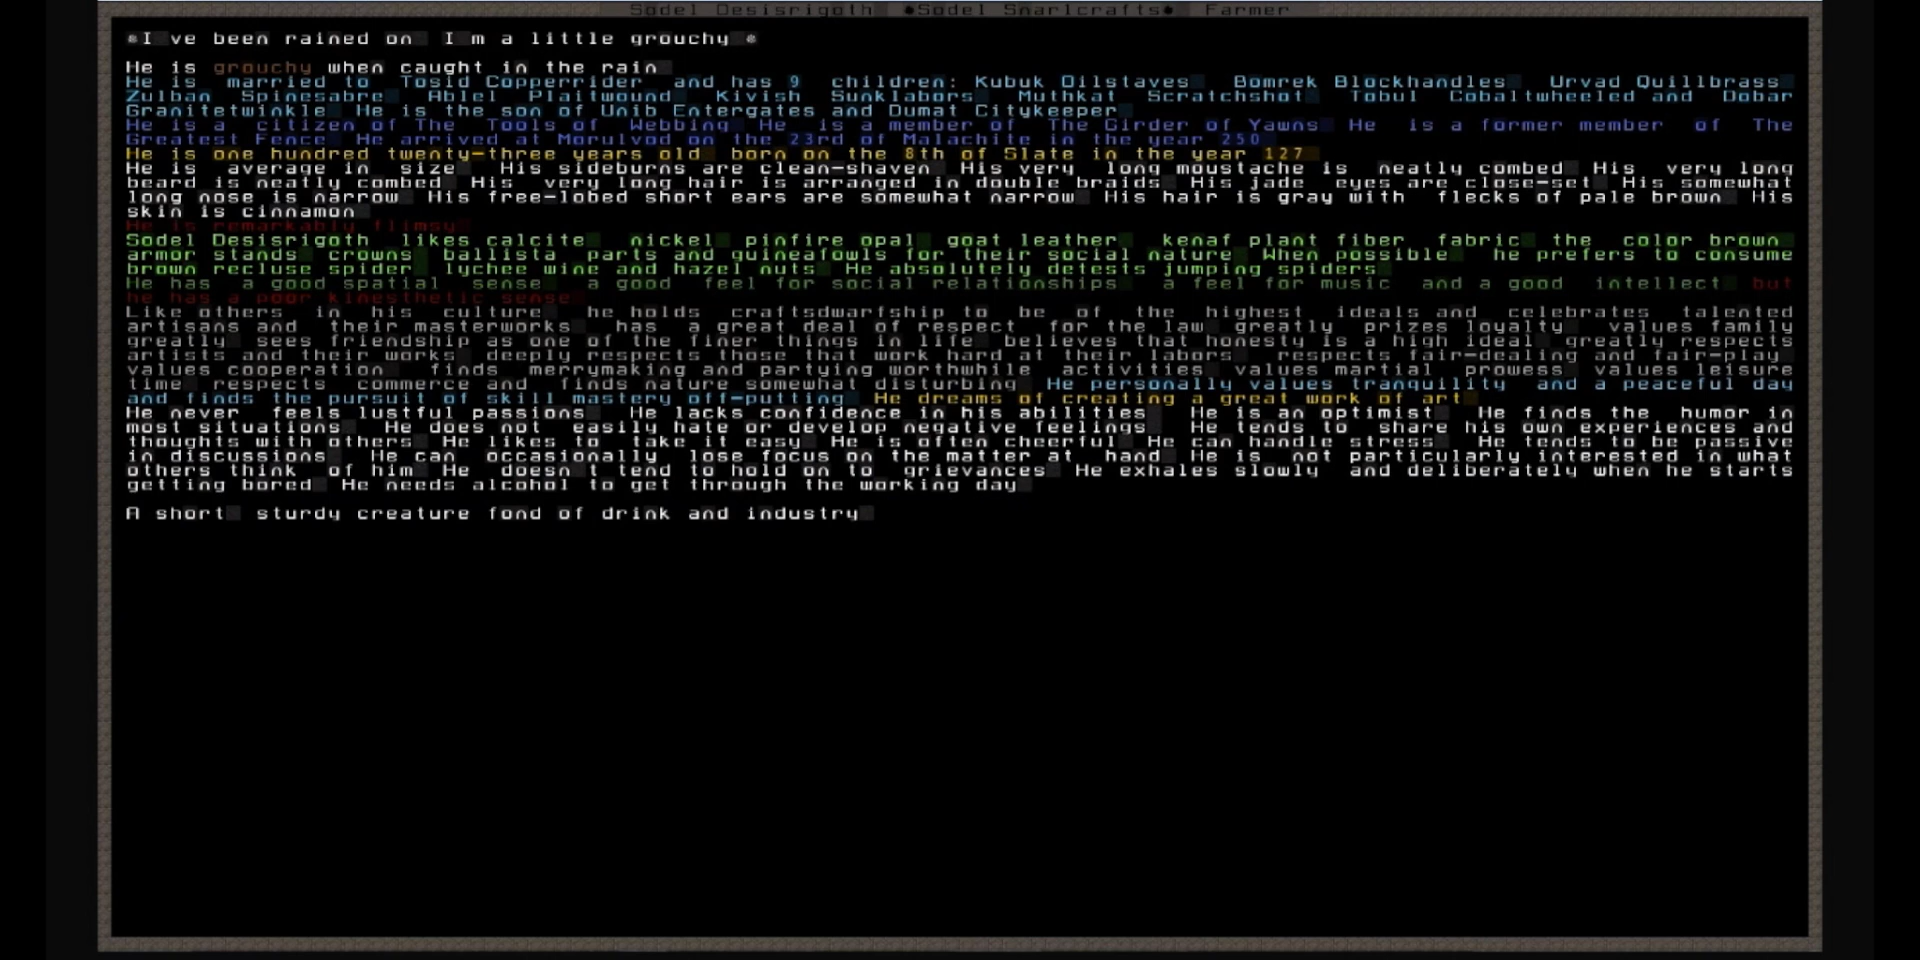 Sodel Desisrigoth •Sodel Snarlcrafts• Farmer
I ve been rained on I m a little grouchy
He is grouchy when caught in the rain
He is married to Tosid Copperrider and has 9 children: Kubuk Oilstaves Bomrek Blockhandles Urvad Quillbrass
Zulban Spinesabre Ablel Plaitwound Kivish Sunklabors Muthkat Scratchshot Tobul Cobaltwheeled and Dobar
Granitetwinkle He is the son of Unib Entergates and Dumat Citykeeper
He is a citizen of The Tools of Webbing He is a member of The Girder of Yawns He is a former member of The
Greatest Fence He arrived at Morulvod on the 23rd of Malachite in the year 250
He is one hundred twenty-three years old born on the 8th of Slate in the year 127
He is average in size His sideburns are clean-shaven His very long moustache is neatly combed His very long
beard is neatly combed His very long hair is arranged in double braids His jade eyes are close-set His somewhat
long nose is narrow His free-lobed short ears are somewhat narrow His hair is gray with flecks of pale brown His
skin is cinnamon
He is remarkably flimsy
Sodel Desisrigoth likes calcite nickel pinfire opal goat leather kenaf plant fiber fabric the color brown
armor stands crowns ballista parts and guineafowls for their social nature When possible he prefers to consume
brown recluse spider lychee wine and hazel nuts He absolutely detests jumping spiders
He has a good spatial sense a good feel for social relationships a feel for music and a good intellect but
he has a poor kinesthetic sense
Like others in his culture he holds craftsdwarfship to be of the highest ideals and celebrates talented
artisans and their masterworks has a great deal of respect for the law greatly prizes loyalty values family
greatly sees friendship as one of the finer things in life believes that honesty is a high ideal greatly respects
artists and their works deeply respects those that work hard at their labors respects fair-dealing and fair-play
values cooperation finds merrymaking and partying worthwhile activities values martial prowess values leisure
time respects commerce and finds nature somewhat disturbing He personally values tranquility and a peaceful day
and finds the pursuit of skill mastery off-putting He dreams of creating a great work of art
He never feels lustful passions He lacks confidence in his abilities He is an optimist He finds the humor in
most situations He does not easily hate or develop negative feelings He tends to share his own experiences and
thoughts with others He likes to take it easy He is often cheerful He can handle stress He tends to be passive
in discussions He can occasionally lose focus on the matter at hand He is not particularly interested in what
others think of him He doesn t tend to hold on to grievances He exhales slowly and deliberately when he starts
getting bored He needs alcohol to get through the working day
A short sturdy creature fond of drink and industry